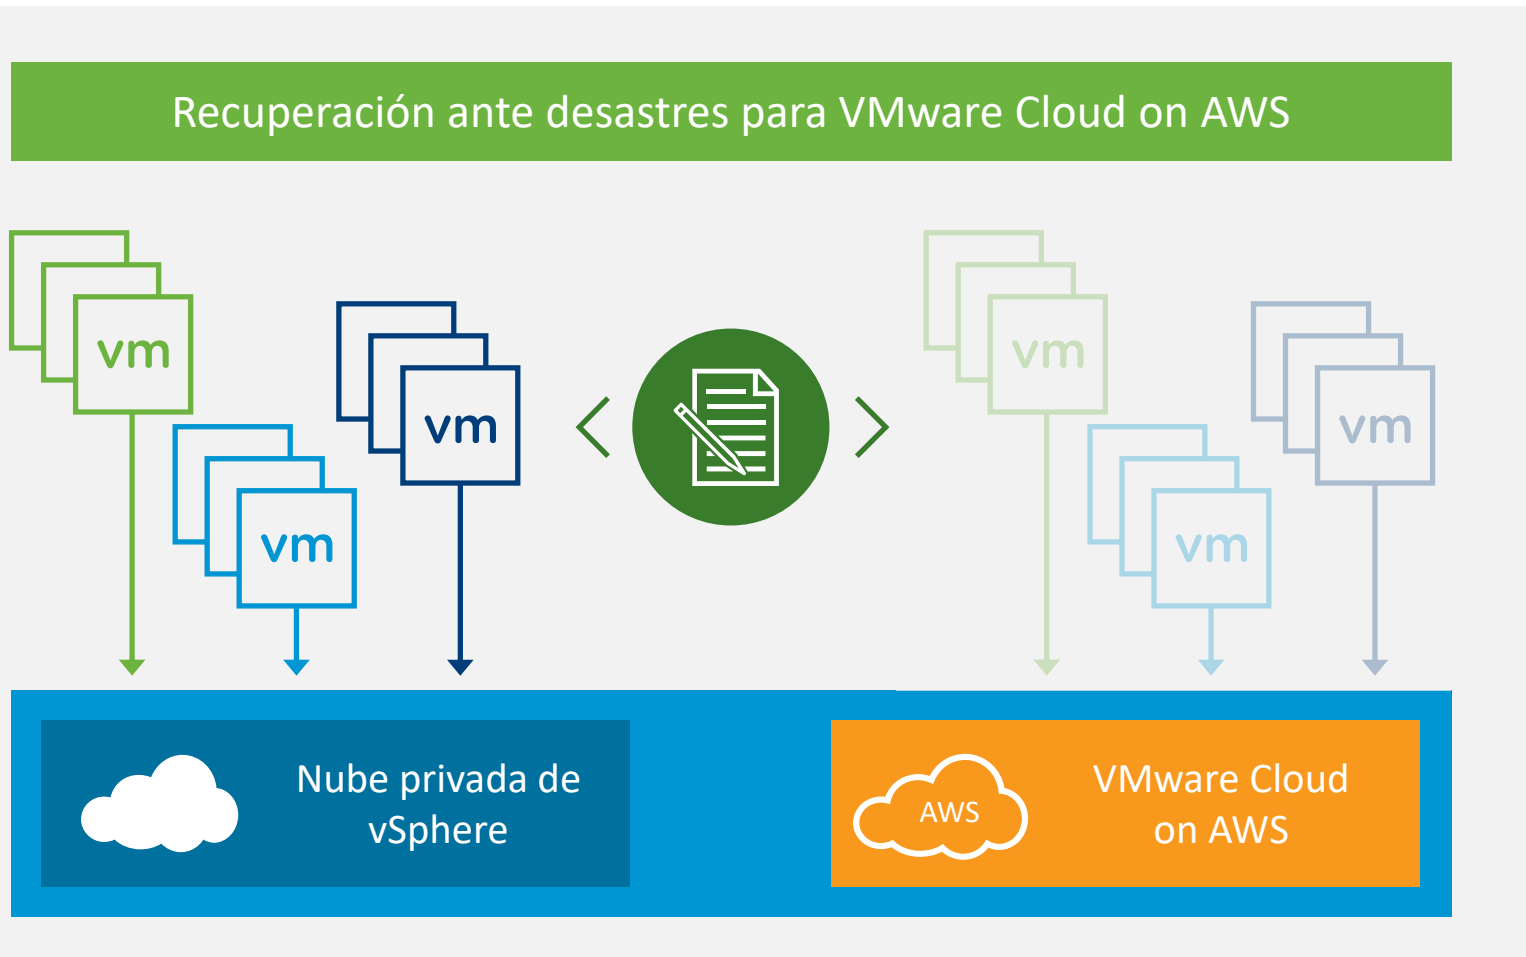 Recuperación ante desastres para VMware Cloud on AWS
vm
vm
vm
vm
vm
vm
Nube privada de
vSphere
AWS
VMware Cloud
on AWS